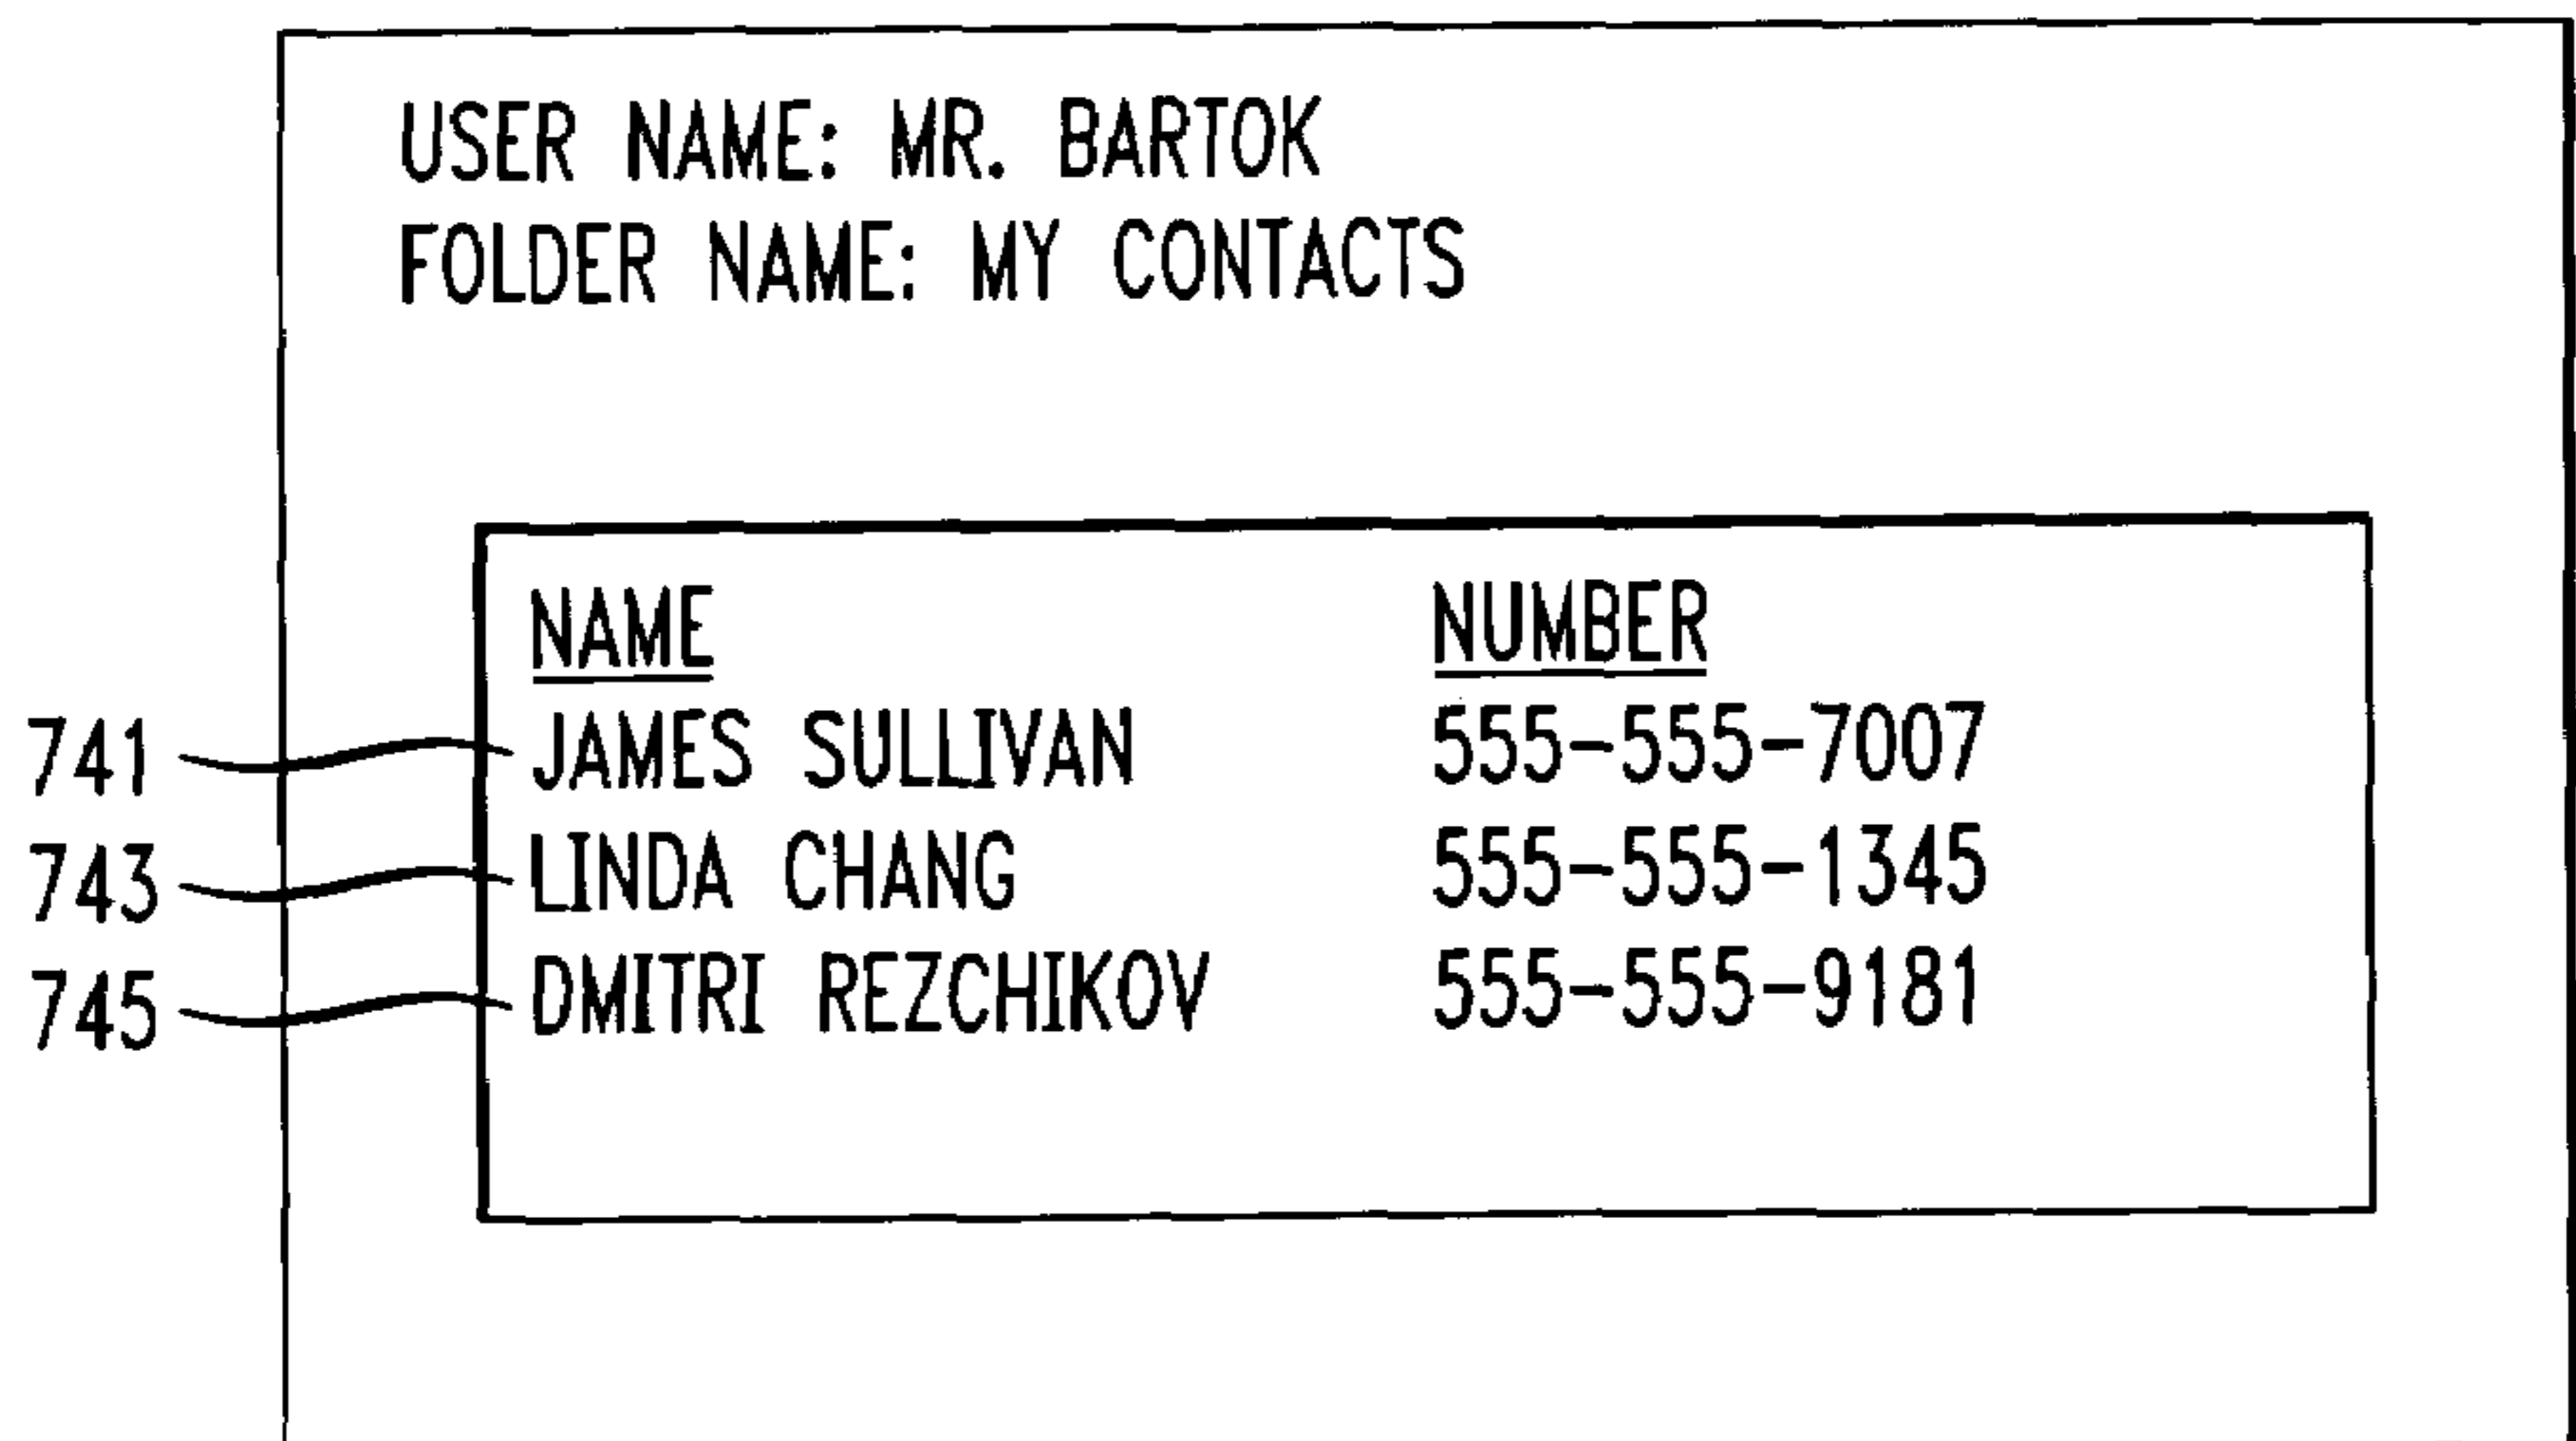 USER NAME: MR. BARTOK
FOLDER NAME: MY CONTACTS
NAME NUMBER
741 JAMES SULLIVAN 555-555-7007
743 LINDA CHANG 555-555-1345
745 DMITRI REZCHIKOV 555-555-9181